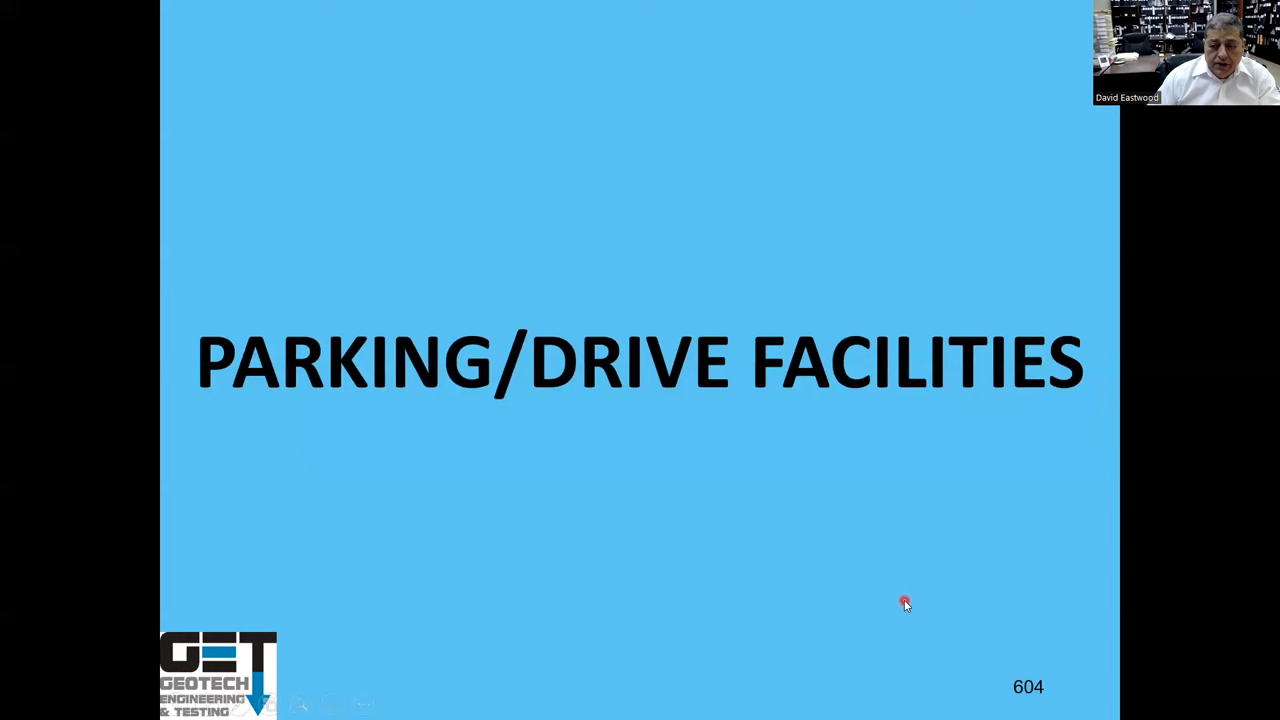 David Eastwood
PARKING/DRIVE FACILITIES
GET
GEOTECH
ENGINEERING
& TESTING
604